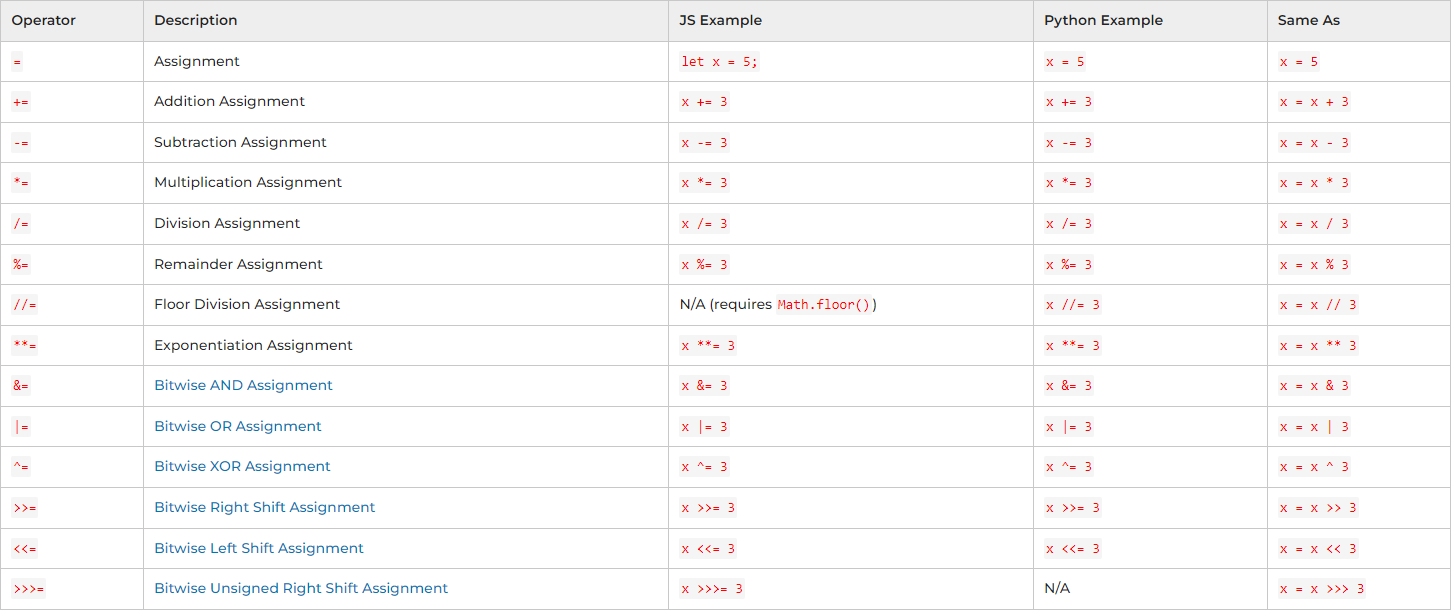 Operator Description JS Example Python Example Same As
= Assignment let x = 5; x = 5 x = 5
+= Addition Assignment x += 3 x += 3 x = x + 3
-= Subtraction Assignment x -= 3 x -= 3 x = x - 3
*= Multiplication Assignment x *= 3 x *= 3 x = x * 3
/= Division Assignment x /= 3 x /= 3 x = x / 3
%= Remainder Assignment x %= 3 x %= 3 x = x % 3
//= Floor Division Assignment N/A (requires Math.floor()) x //= 3 x = x // 3
**= Exponentiation Assignment x **= 3 x **= 3 x = x ** 3
&= Bitwise AND Assignment x &= 3 x &= 3 x = x & 3
|= Bitwise OR Assignment x |= 3 x |= 3 x = x | 3
^= Bitwise XOR Assignment x ^= 3 x ^= 3 x = x ^ 3
>>= Bitwise Right Shift Assignment x >>= 3 x >>= 3 x = x >> 3
<<= Bitwise Left Shift Assignment x <<= 3 x <<= 3 x = x << 3
>>>= Bitwise Unsigned Right Shift Assignment x >>>= 3 N/A x = x >>> 3